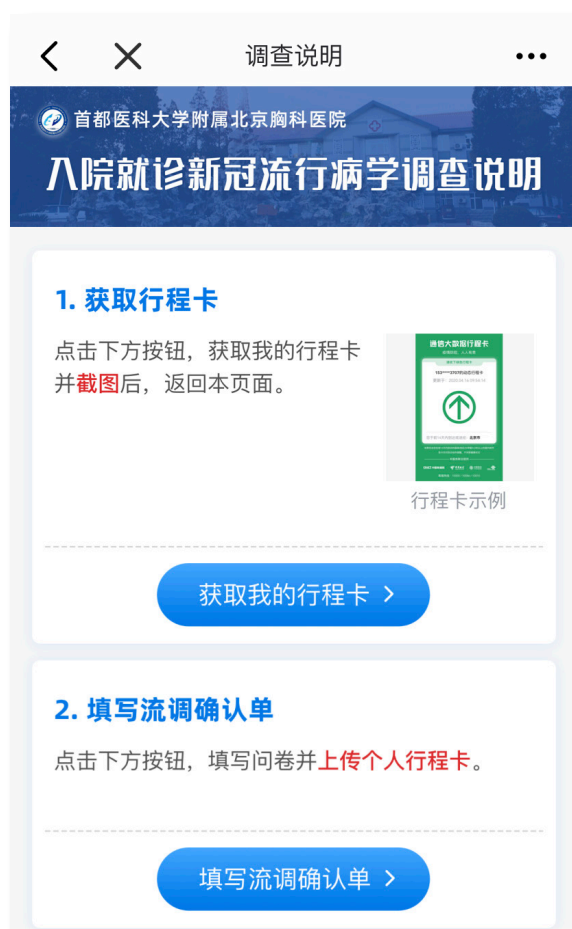 调查说明
首都医科大学附属北京胸科医院
入院就诊新冠流行病学调查说明
1. 获取行程卡
点击下方按钮，获取我的行程卡
并截图后，返回本页面。
通信大数据行程卡
行程卡示例
获取我的行程卡
2. 填写流调确认单
点击下方按钮，填写问卷并上传个人行程卡。
填写流调确认单